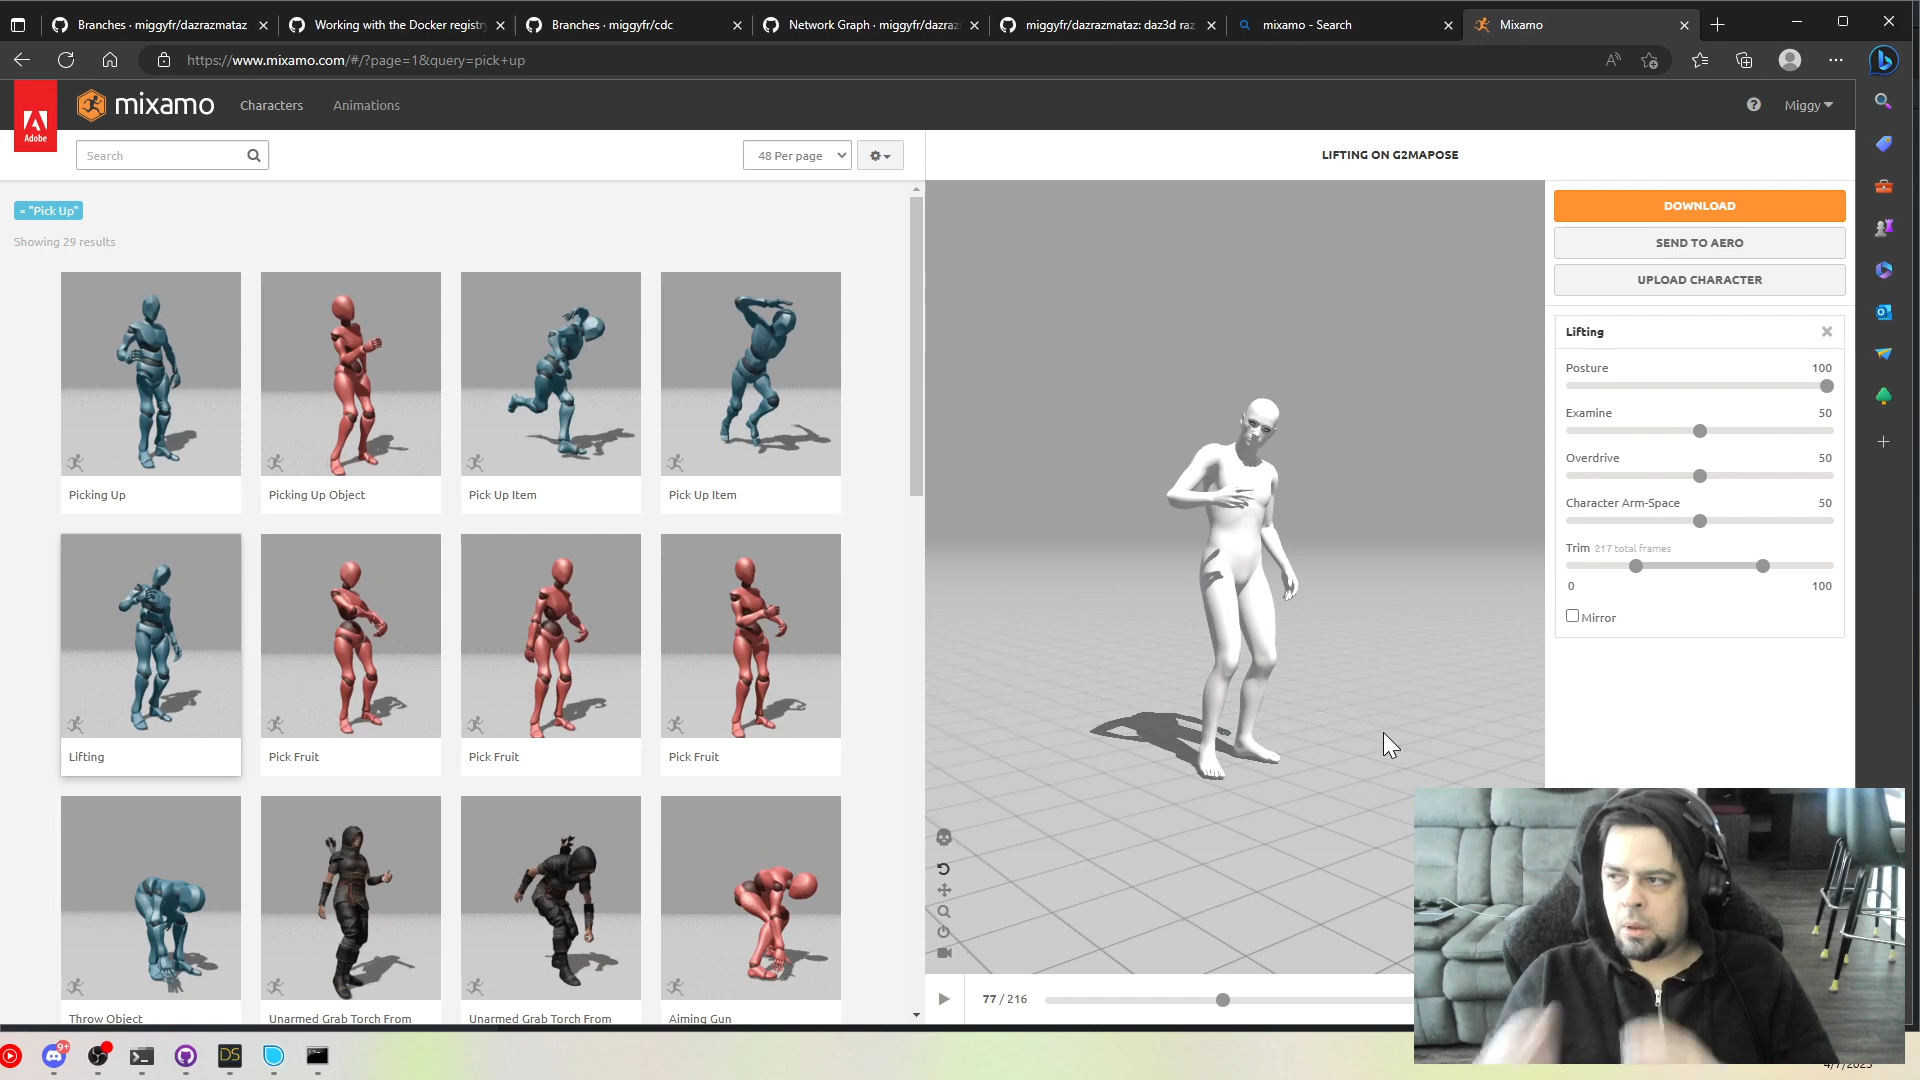 Branches · miggyfr/dazrazmataz
Working with the Docker registr
Branches · miggyfr/cdc
Network Graph · miggyfr/dazraz
miggyfr/dazrazmataz: daz3d raz
mixamo - Search
Mixamo
https://www.mixamo.com/#/?page=1&query=pick+up
Adobe
mixamo
Characters
Animations
Miggy
Search
48 Per page
LIFTING ON G2MAPOSE
= "Pick Up"
Showing 29 results
DOWNLOAD
SEND TO AERO
UPLOAD CHARACTER
Lifting
Posture 100
Examine 50
Overdrive 50
Character Arm-Space 50
Trim 217 total frames
0 100
Mirror
Picking Up
Picking Up Object
Pick Up Item
Pick Up Item
Lifting
Pick Fruit
Pick Fruit
Pick Fruit
Throw Object
Unarmed Grab Torch From
Unarmed Grab Torch From
Aiming Gun
77 / 216
9+
DS
4/7/2023